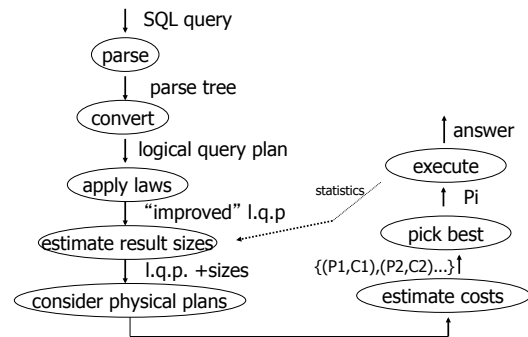 SQL query
parse
parse tree
convert
logical query plan
apply laws
“improved” l.q.p
estimate result sizes
l.q.p. +sizes
consider physical plans
statistics
answer
execute
Pi
pick best
{(P1,C1),(P2,C2)...}
estimate costs